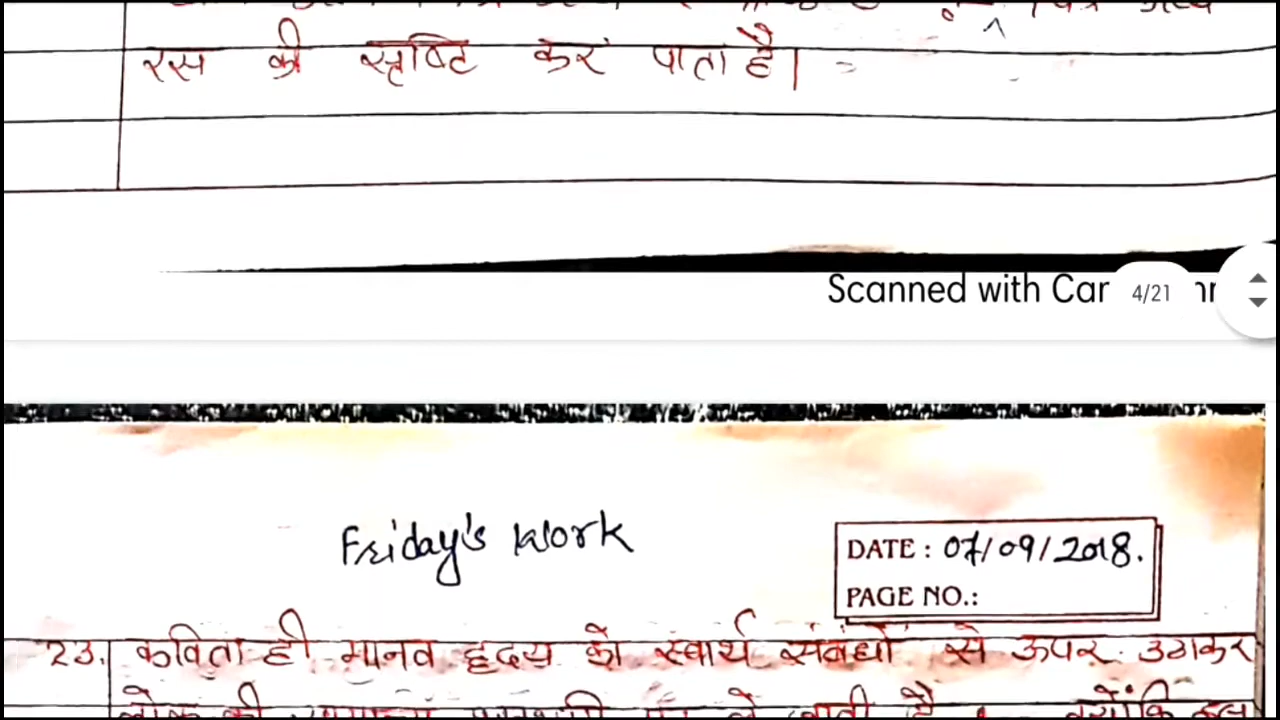 रस की सृष्टि कर पाता है।
Scanned with Car
4/21
Friday's work
DATE : 07/09/2018.
PAGE NO.:
23. कविता ही मानव हृदय को स्वार्थ संबंधों से ऊपर उठाकर
लोक की